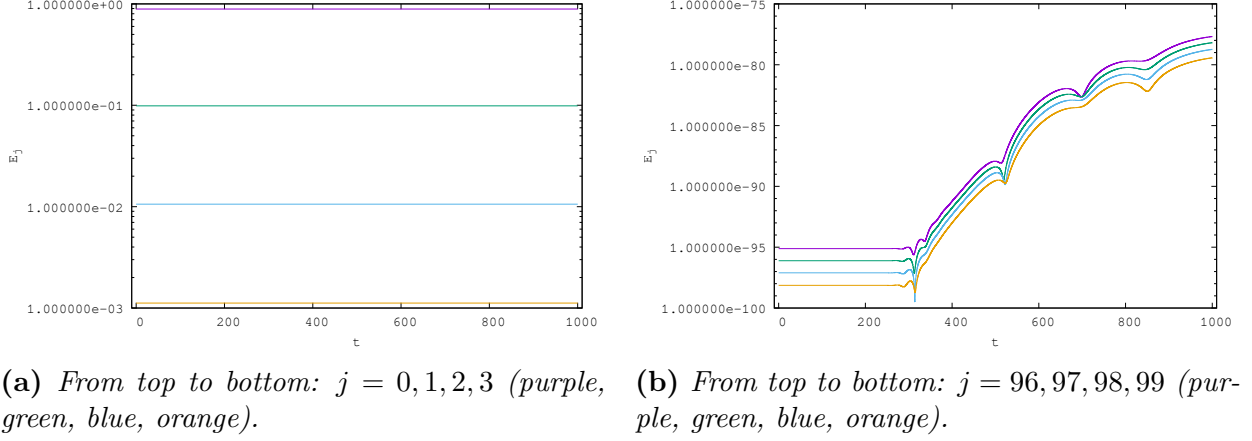 1.000000e+00
1.000000e-01
1.000000e-02
1.000000e-03
E_j
0 200 400 600 800 1000
t
1.000000e-75
1.000000e-80
1.000000e-85
1.000000e-90
1.000000e-95
1.000000e-100
E_j
0 200 400 600 800 1000
t
(a) From top to bottom: j = 0, 1, 2, 3 (purple,
green, blue, orange).
(b) From top to bottom: j = 96, 97, 98, 99 (pur-
ple, green, blue, orange).